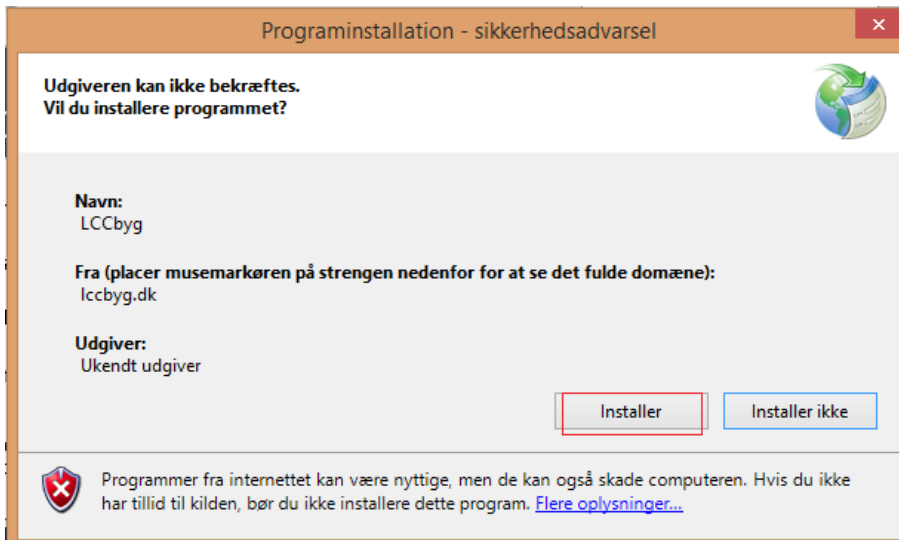 Programinstallation - sikkerhedsadvarsel
Udgiveren kan ikke bekræftes.
Vil du installere programmet?
Navn:
LCCbyg
Fra (placer musemarkøren på strengen nedenfor for at se det fulde domæne):
lccbyg.dk
Udgiver:
Ukendt udgiver
Installer
Installer ikke
Programmer fra internettet kan være nyttige, men de kan også skade computeren. Hvis du ikke
har tillid til kilden, bør du ikke installere dette program. Flere oplysninger...